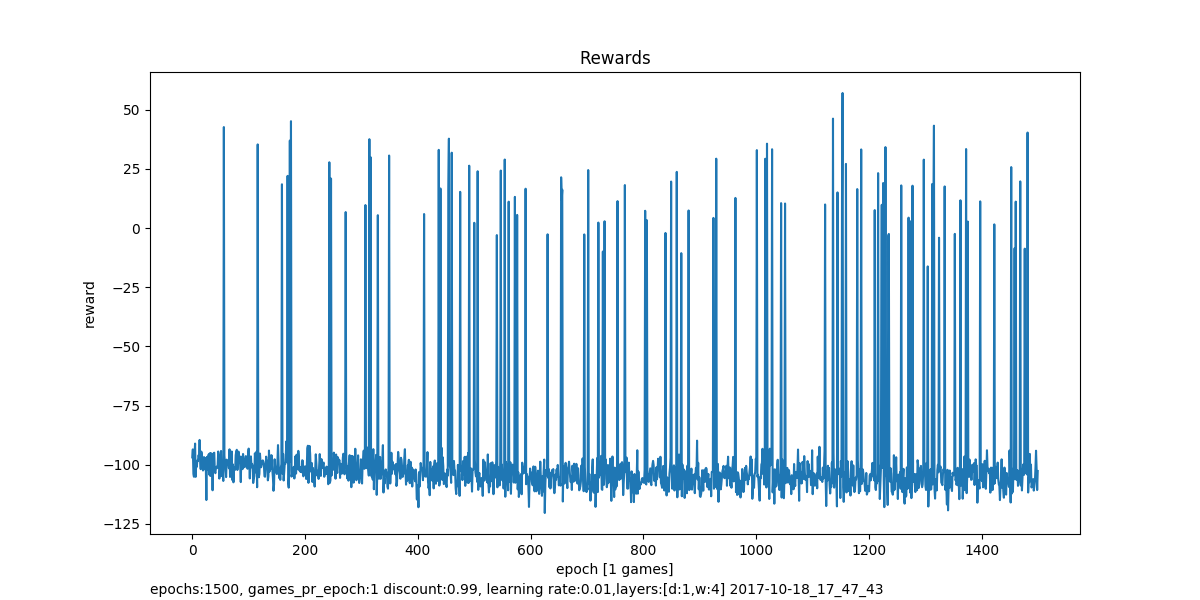 Rewards
50
25
0
−25
−50
−75
−100
−125
reward
0 200 400 600 800 1000 1200 1400
epoch [1 games]
epochs:1500, games_pr_epoch:1 discount:0.99, learning rate:0.01,layers:[d:1,w:4] 2017-10-18_17_47_43